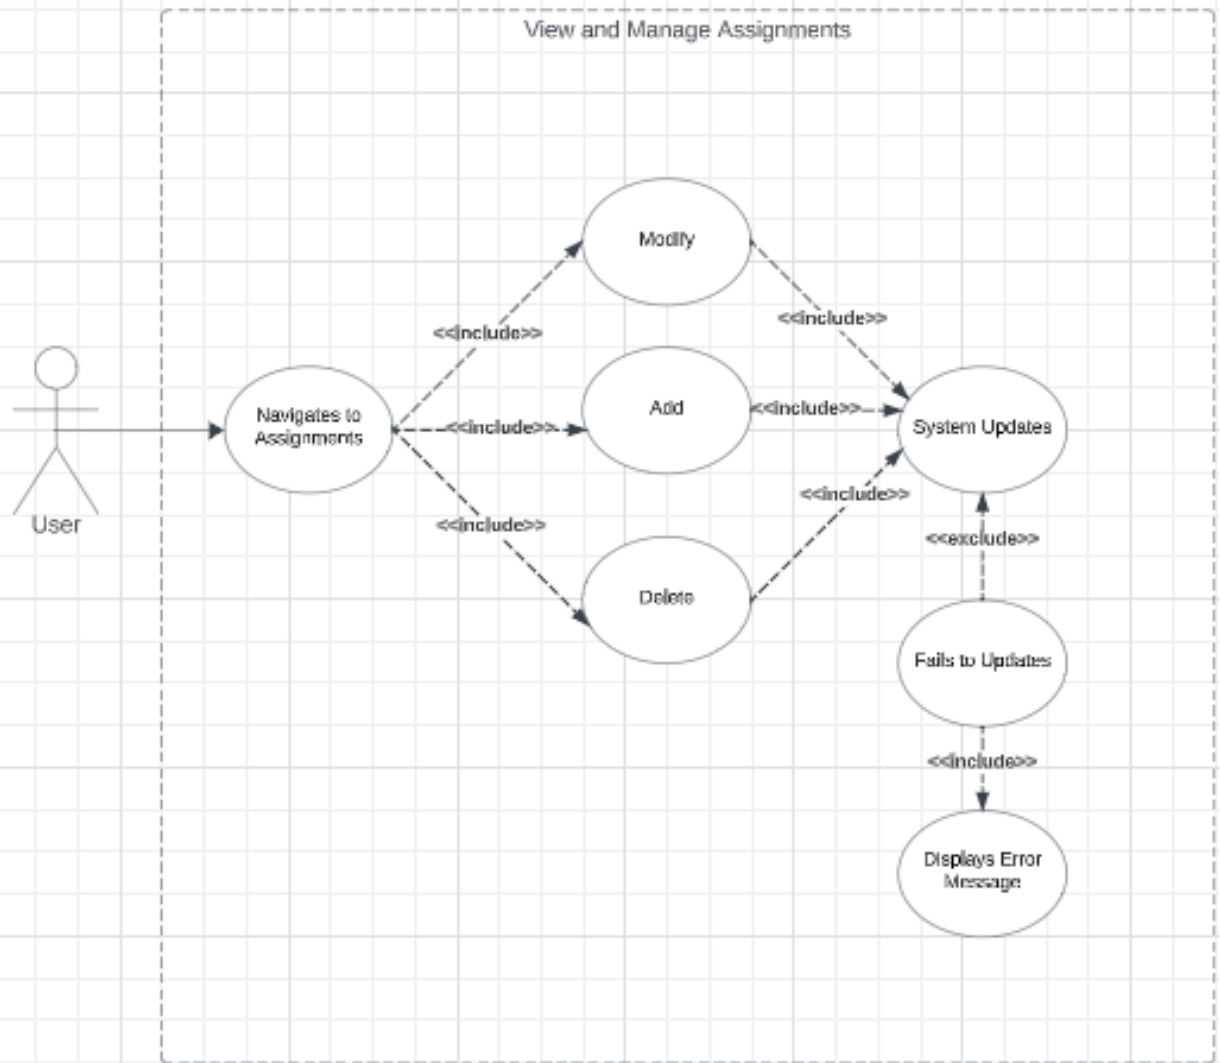 View and Manage Assignments
Modify
<<include>>
<<include>>
User
Navigates to
Assignments
<<include>>
Add
<<include>>
System Updates
<<include>>
<<include>>
Delete
<<exclude>>
Fails to Updates
<<include>>
Displays Error
Message